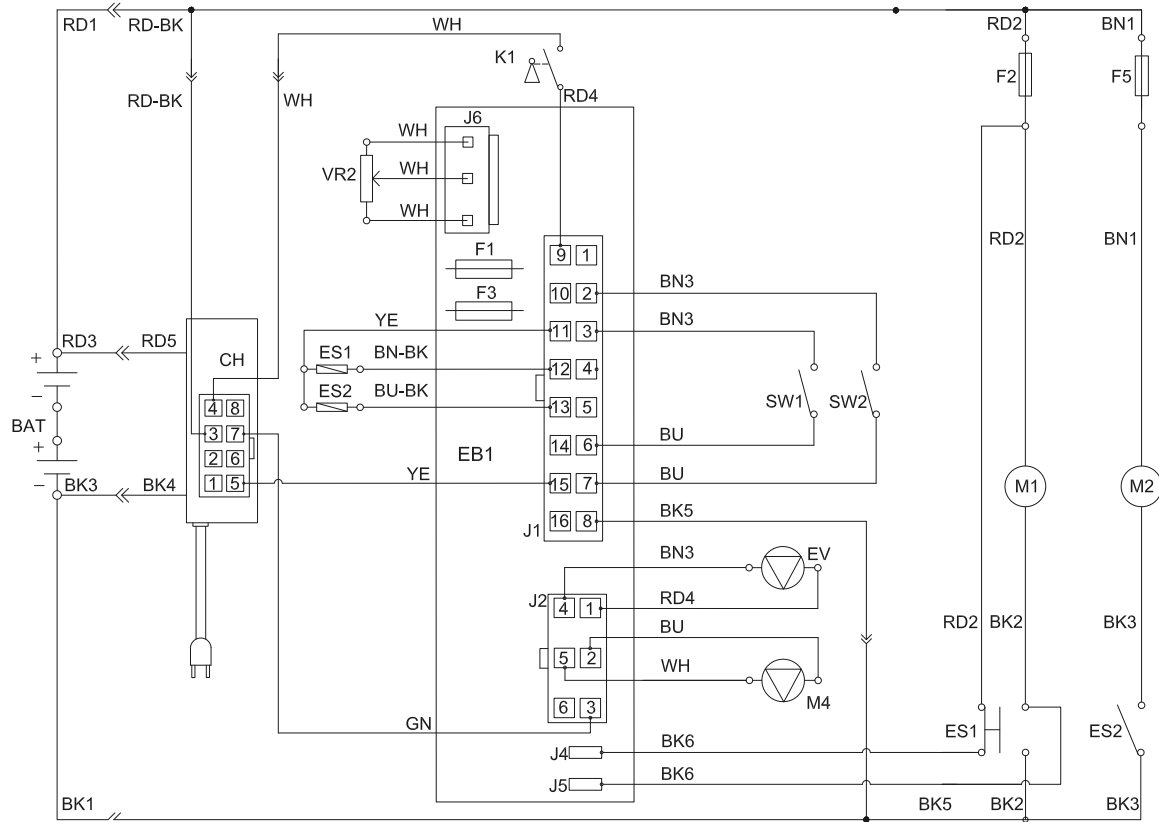 RD1 RD-BK WH RD2 BN1
K1 F2 F5
RD-BK WH RD4
J6
WH
VR2 WH
WH
RD2 BN1
F1
9 1
F3
10 2 BN3
YE 11 3 BN3
RD3 RD5
+
CH ES1 BN-BK 12 4
−
ES2 BU-BK 13 5 SW1 SW2
4 8
BAT
3 7
+
14 6 BU
EB1
2 6
YE 15 7 BU
1 5 M1 M2
−
BK3 BK4
16 8 BK5
J1
BN3 EV
J2 4 1 RD4
BU RD2 BK2 BK3
5 2 WH
M4
6 3
GN
ES1 ES2
J4 BK6
J5 BK6
BK1 BK5 BK2 BK3